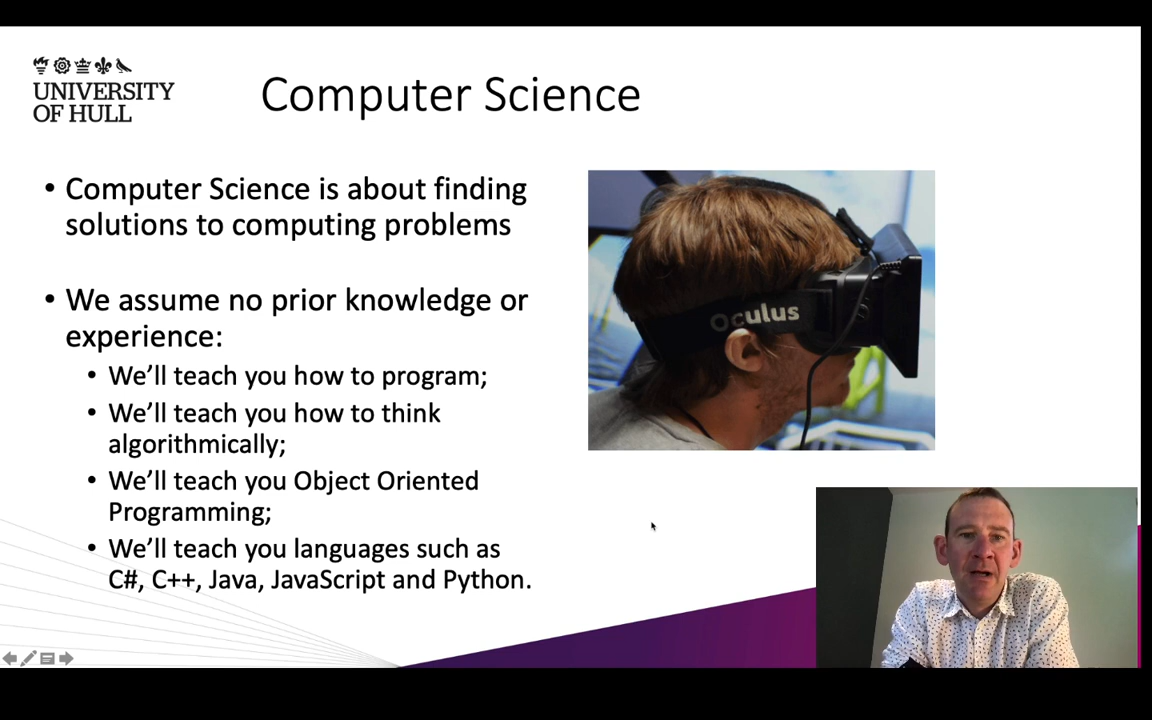 UNIVERSITY
OF HULL
Computer Science
• Computer Science is about finding
solutions to computing problems
• We assume no prior knowledge or
experience:
• We’ll teach you how to program;
• We’ll teach you how to think
algorithmically;
• We’ll teach you Object Oriented
Programming;
• We’ll teach you languages such as
C#, C++, Java, JavaScript and Python.
Oculus